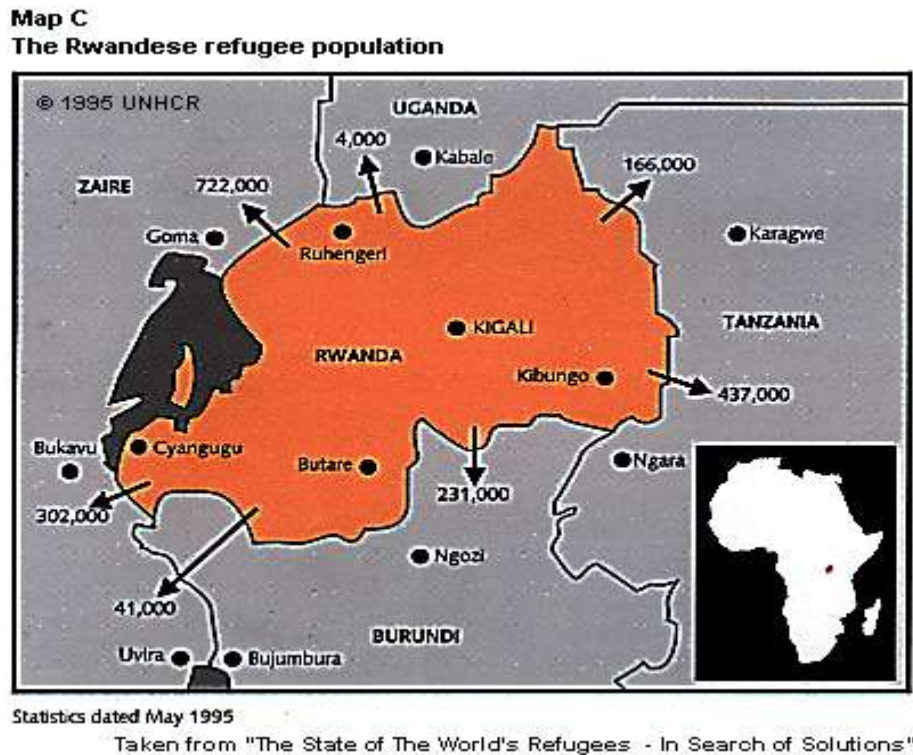 Map C
The Rwandese refugee population
© 1995 UNHCR
UGANDA
4,000
Kabale
166,000
ZAIRE
722,000
Goma
Ruhengeri
Karagwe
KIGALI
TANZANIA
RWANDA
Kibungo
437,000
Bukavu
Cyangugu
Butare
Ngara
231,000
302,000
Ngozi
41,000
BURUNDI
Uvira
Bujumbura
Statistics dated May 1995
Taken from "The State of The World's Refugees - In Search of Solutions"